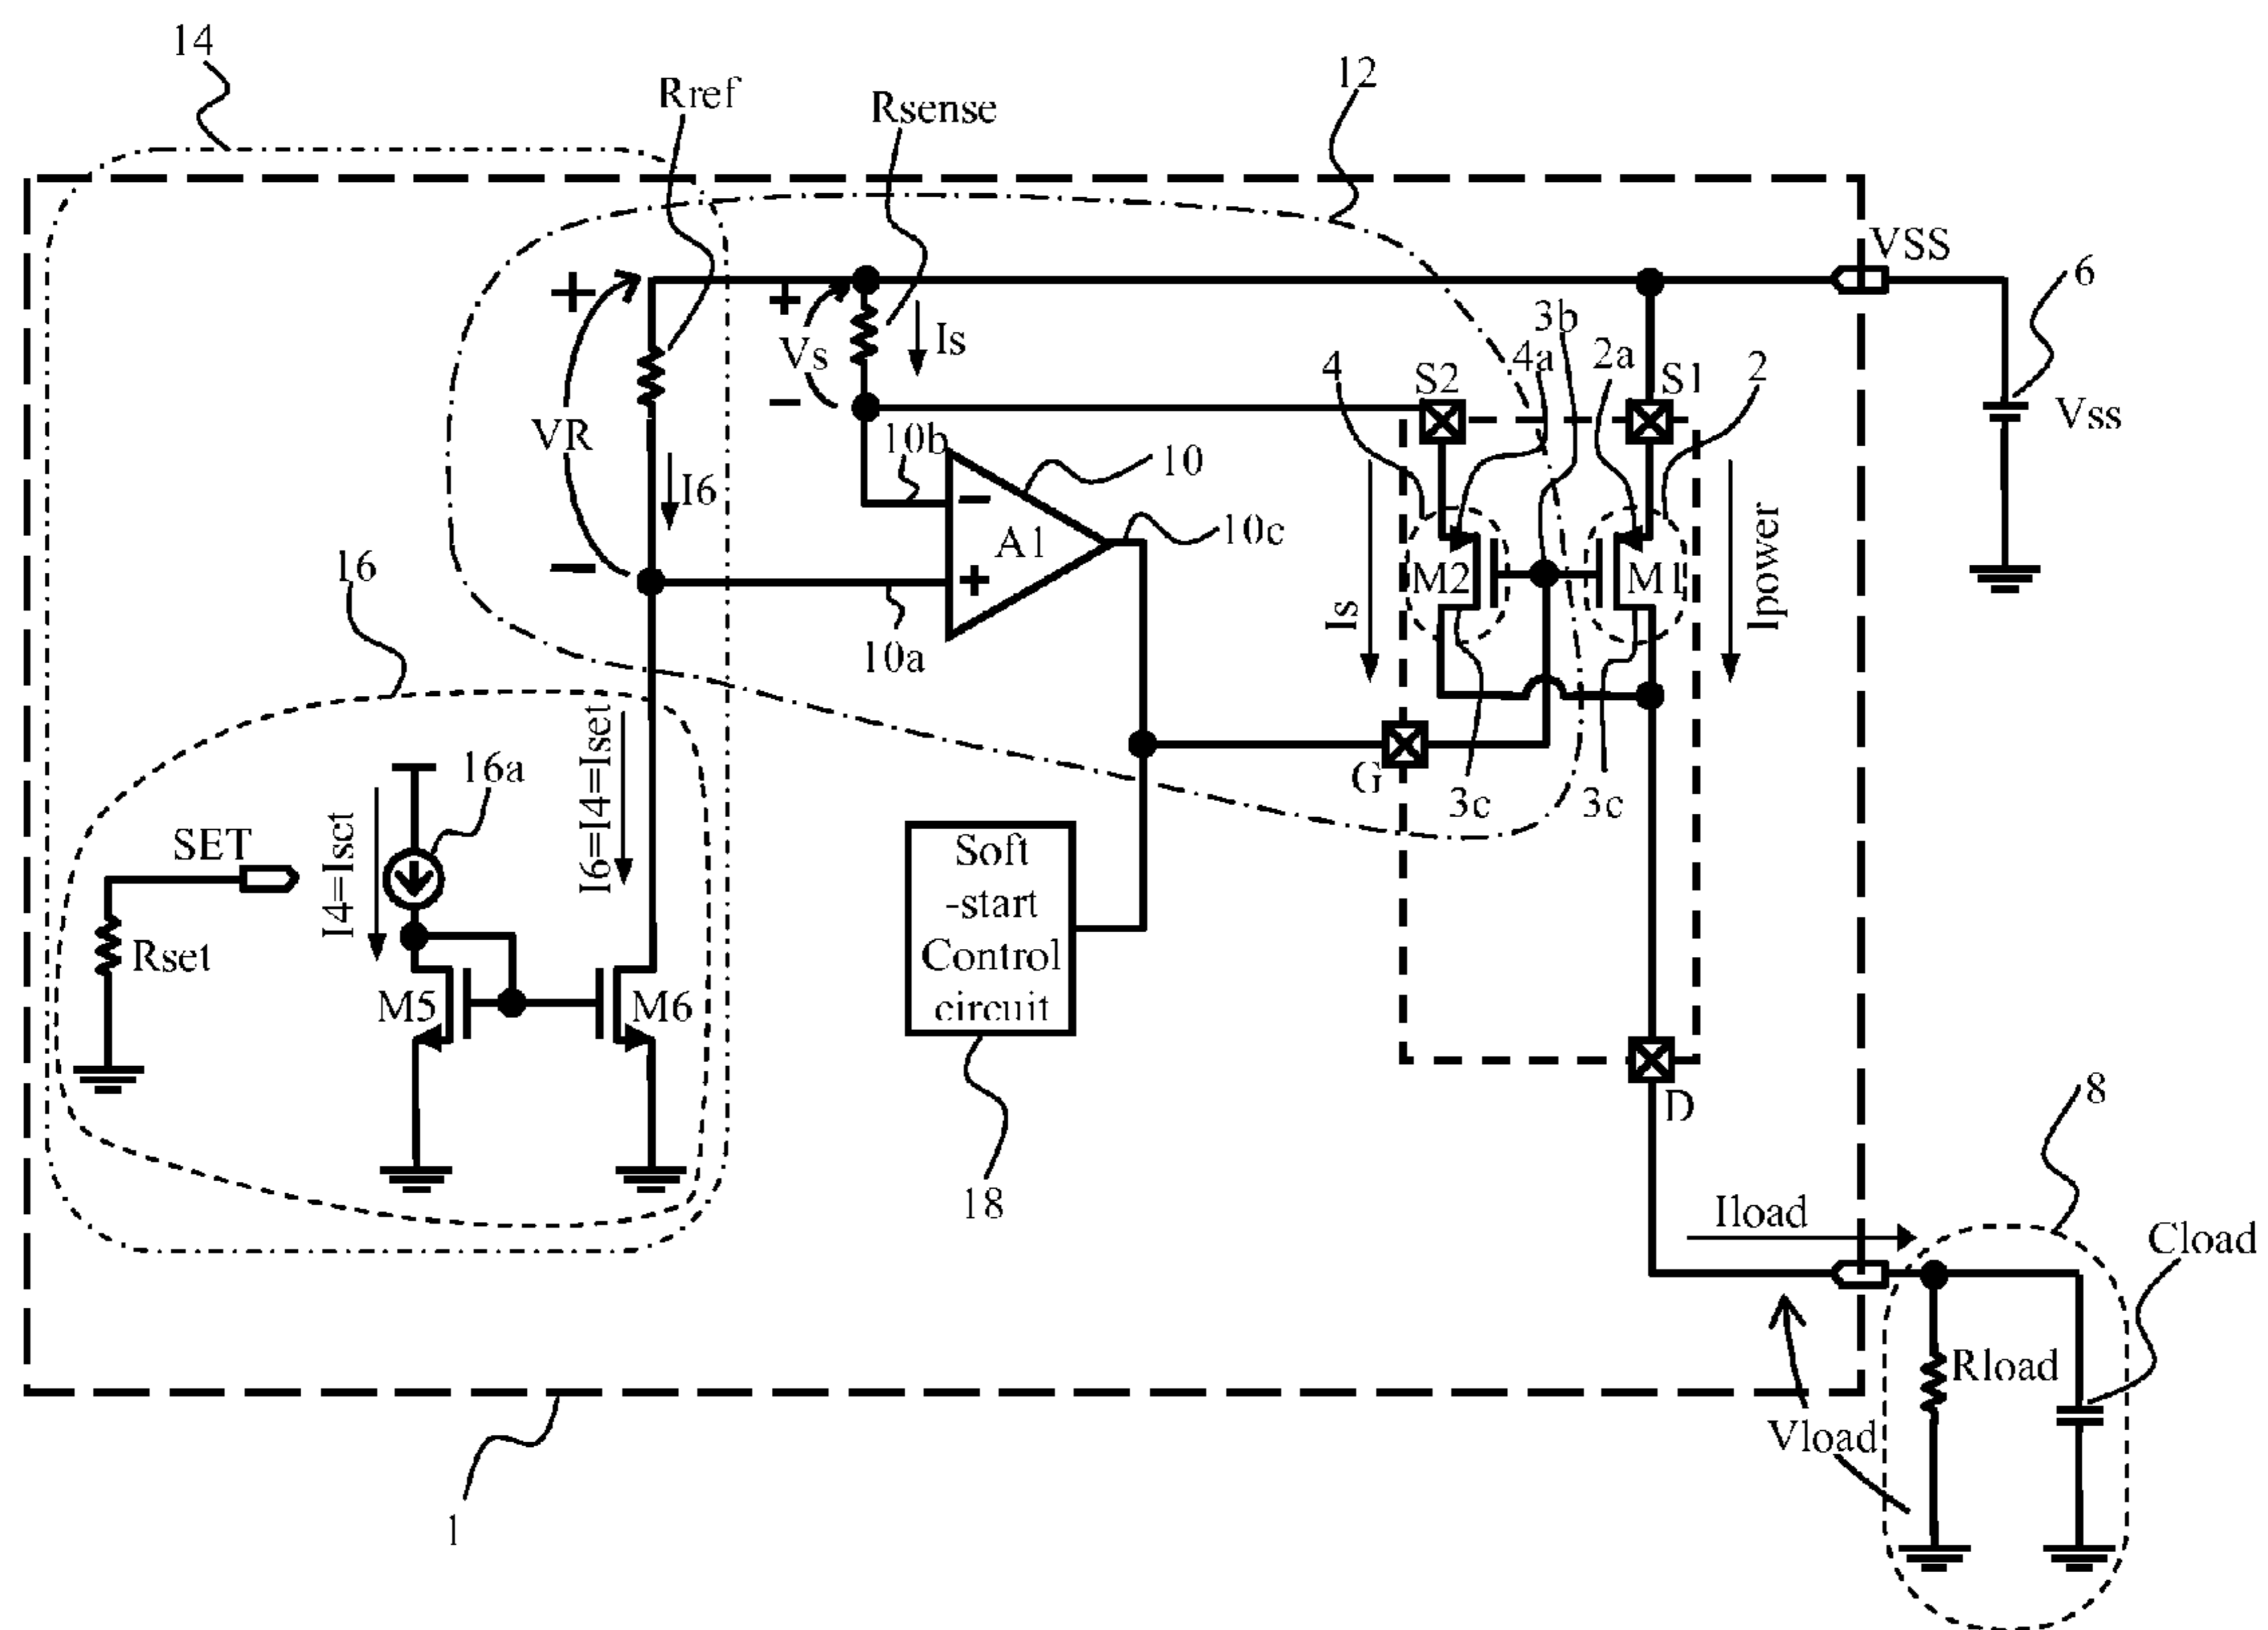 14
Rref
Rsense
12
VSS
6
Vss
+
+
Vs
Is
3b
4
S2
4a
2a
S1
2
VR
−
10b
−
10
I6
A1
10c
M2
M1
Is
Ipower
−
+
10a
16
I6=I4=Iset
16a
G
3c
3c
SET
I4=Iset
Rset
M5
M6
Soft
-start
Control
circuit
18
D
8
Iload
Cload
Rload
Vload
1